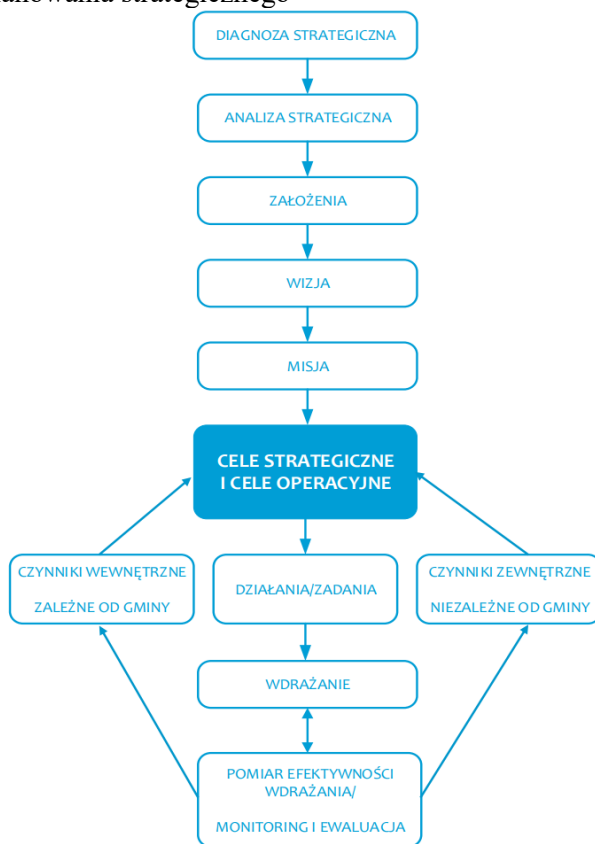 strategicznego
DIAGNOZA STRATEGICZNA
ANALIZA STRATEGICZNA
ZAŁOŻENIA
WIZJA
MISJA
CELE STRATEGICZNE
I CELE OPERACYJNE
CZYNNIKI WEWNĘTRZNE
ZALEŻNE OD GMINY
DZIAŁANIA/ZADANIA
CZYNNIKI ZEWNĘTRZNE
NIEZALEŻNE OD GMINY
WDRAŻANIE
POMIAR EFEKTYWNOŚCI
WDRAŻANIA/
MONITORING I EWALUACJA